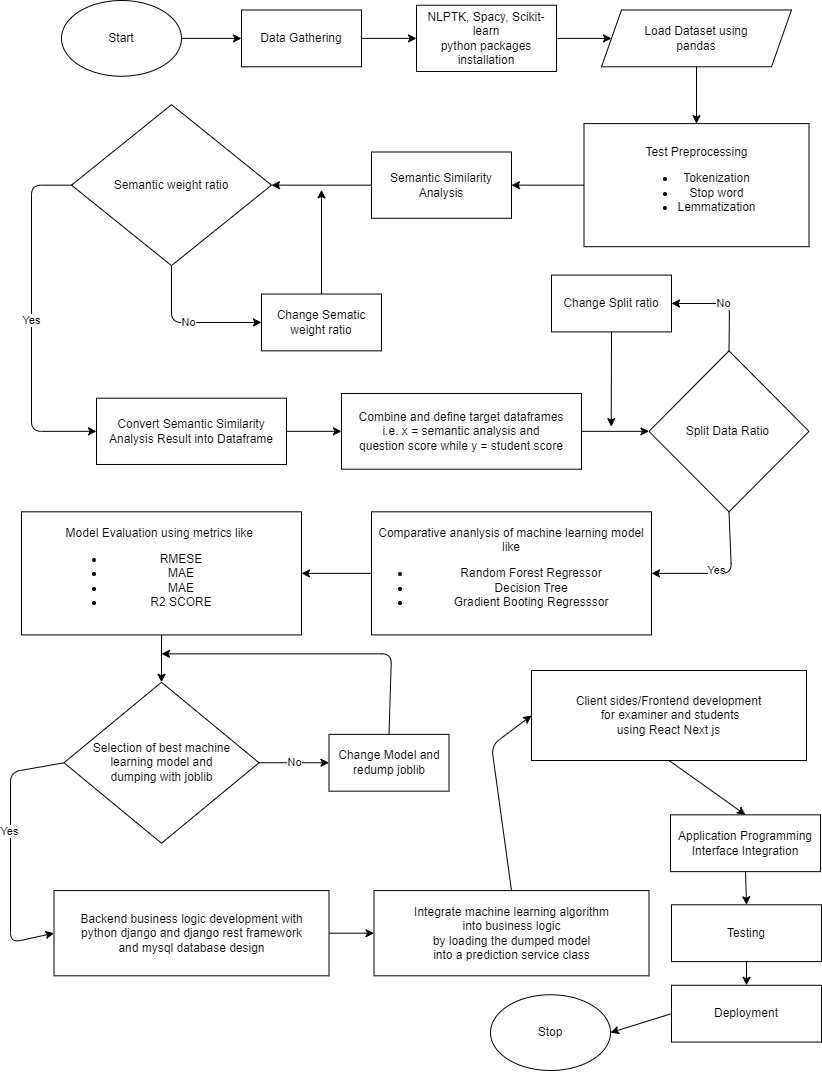 Start
Data Gathering
NLPTK, Spacy, Scikit-
learn
python packages
installation
Load Dataset using
pandas
Test Preprocessing
• Tokenization
• Stop word
• Lemmatization
Semantic Similarity
Analysis
Semantic weight ratio
No
Change Sematic
weight ratio
Yes
Convert Semantic Similarity
Analysis Result into Dataframe
Combine and define target dataframes
i.e. x = semantic analysis and
question score while y = student score
Split Data Ratio
No
Change Split ratio
Yes
Comparative ananlysis of machine learning model
like
• Random Forest Regressor
• Decision Tree
• Gradient Booting Regresssor
Model Evaluation using metrics like
• RMESE
• MAE
• MAE
• R2 SCORE
Selection of best machine
learning model and
dumping with joblib
No
Change Model and
redump joblib
Yes
Backend business logic development with
python django and django rest framework
and mysql database design
Integrate machine learning algorithm
into business logic
by loading the dumped model
into a prediction service class
Client sides/Frontend development
for examiner and students
using React Next js
Application Programming
Interface Integration
Testing
Deployment
Stop